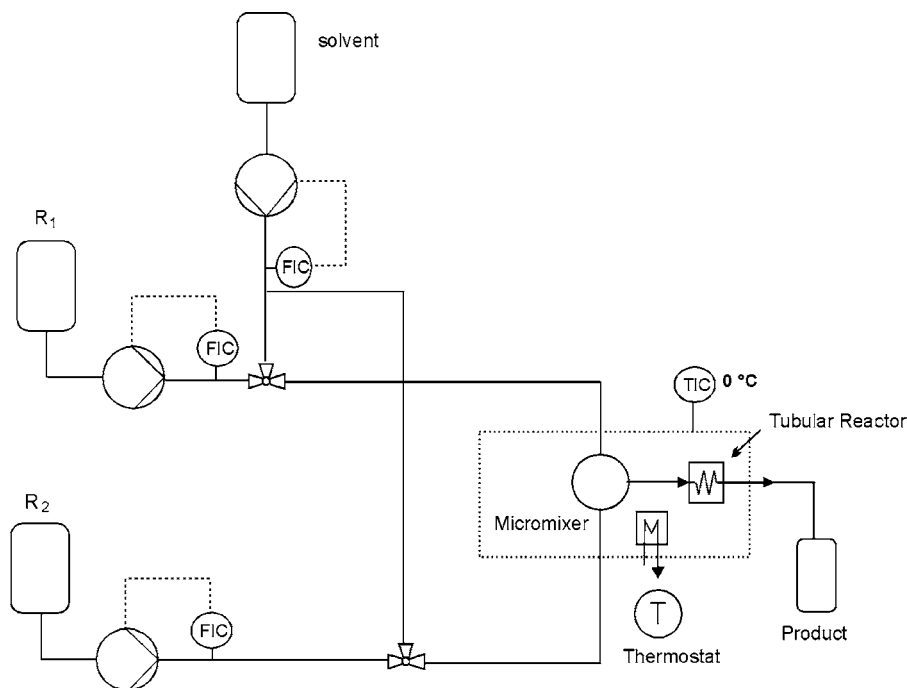 solvent
R1
FIC
FIC
TIC 0 °C
Tubular Reactor
R2
Micromixer
M
FIC
T
Product
Thermostat